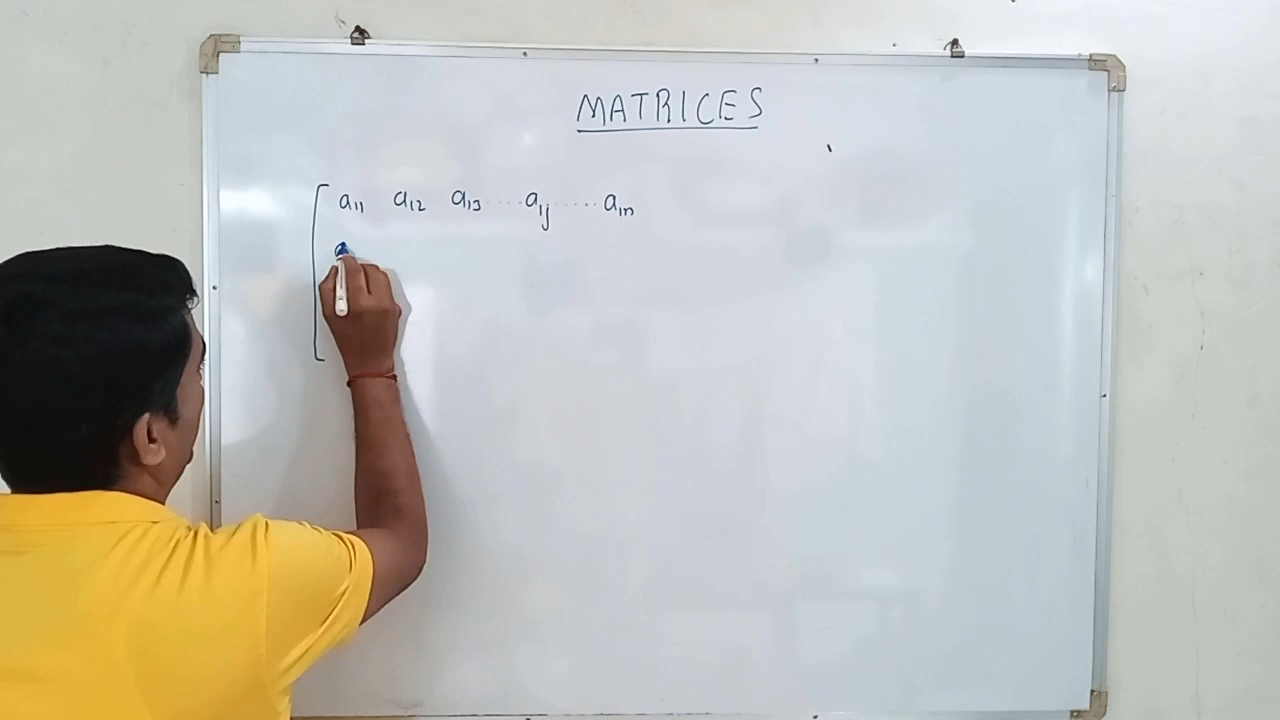 MATRICES
[ a₁₁ a₁₂ a₁₃ .... a₁ⱼ ..... a₁ₙ